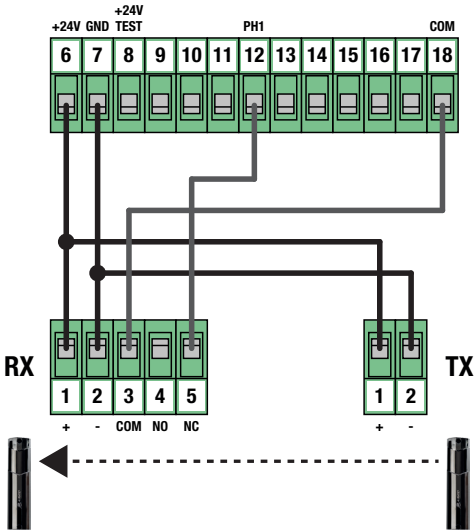 +24V
+24V GND TEST PH1 COM
6 7 8 9 10 11 12 13 14 15 16 17 18
RX TX
1 2 3 4 5 1 2
+ - COM NO NC + -